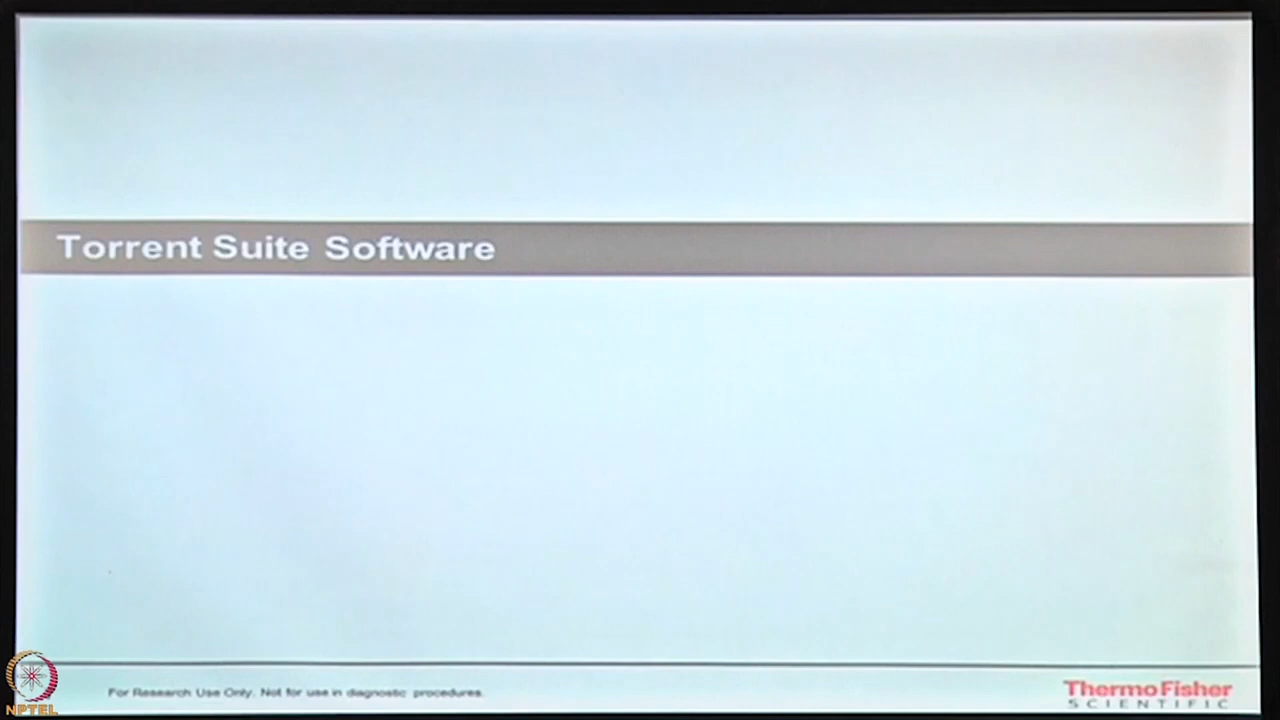 Torrent Suite Software
For Research Use Only. Not for use in diagnostic procedures.
ThermoFisher
SCIENTIFIC
NPTEL